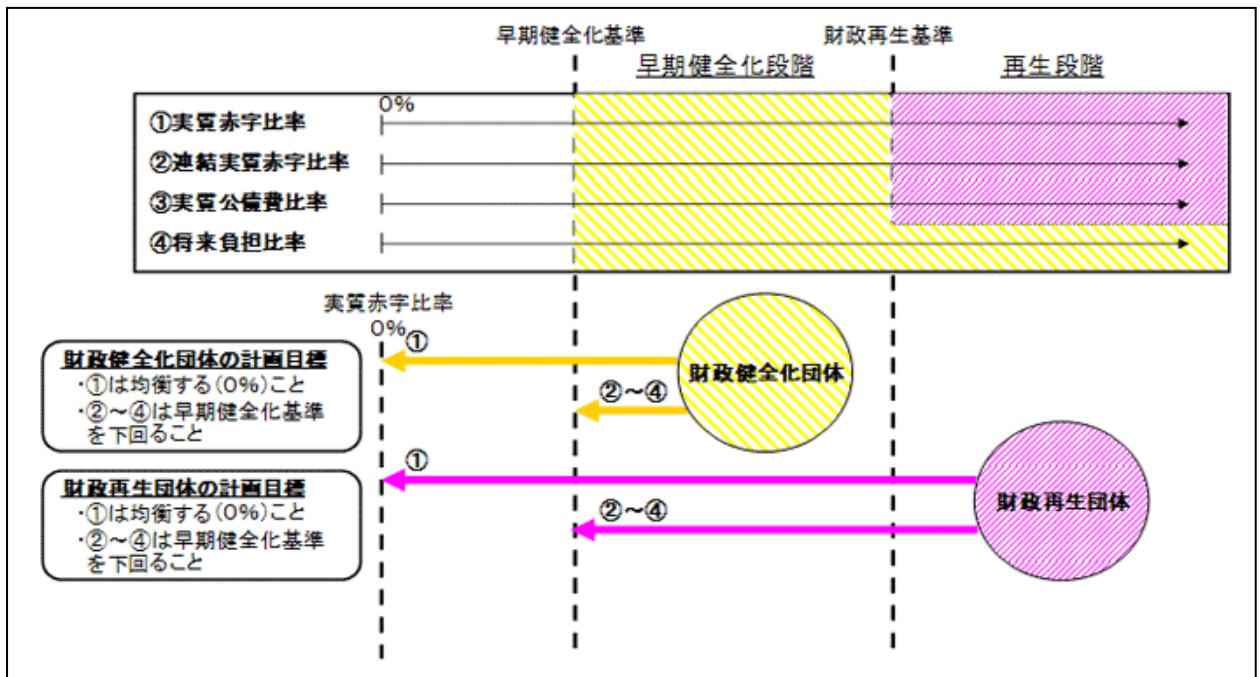 早期健全化基準
財政再生基準
早期健全化段階
再生段階
0%
①実質赤字比率
②連結実質赤字比率
③実質公債費比率
④将来負担比率
実質赤字比率
0%
①
財政健全化団体
②～④
財政健全化団体の計画目標
・①は均衡する(0%)こと
・②～④は早期健全化基準
を下回ること
①
②～④
財政再生団体
財政再生団体の計画目標
・①は均衡する(0%)こと
・②～④は早期健全化基準
を下回ること